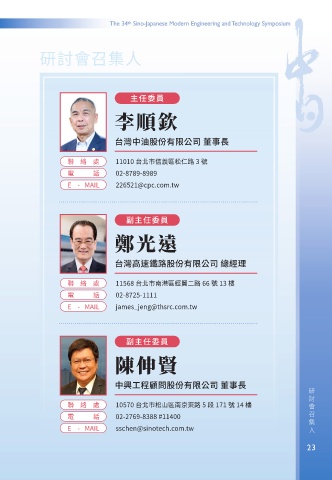 The 34th Sino-Japanese Modern Engineering and Technology Symposium
中日
研討會召集人
主任委員
李順欽
台灣中油股份有限公司 董事長
聯絡處 11010 台北市信義區松仁路 3 號
電話 02-8789-8989
E-MAIL 226521@cpc.com.tw
副主任委員
鄭光遠
台灣高速鐵路股份有限公司 總經理
聯絡處 11568 台北市南港區經貿二路 66 號 13 樓
電話 02-8725-1111
E-MAIL james_jeng@thsrc.com.tw
副主任委員
陳伸賢
中興工程顧問股份有限公司 董事長
聯絡處 10570 台北市松山區南京東路 5 段 171 號 14 樓
電話 02-2769-8388 #11400
E-MAIL sschen@sinotech.com.tw
研討會召集人
23